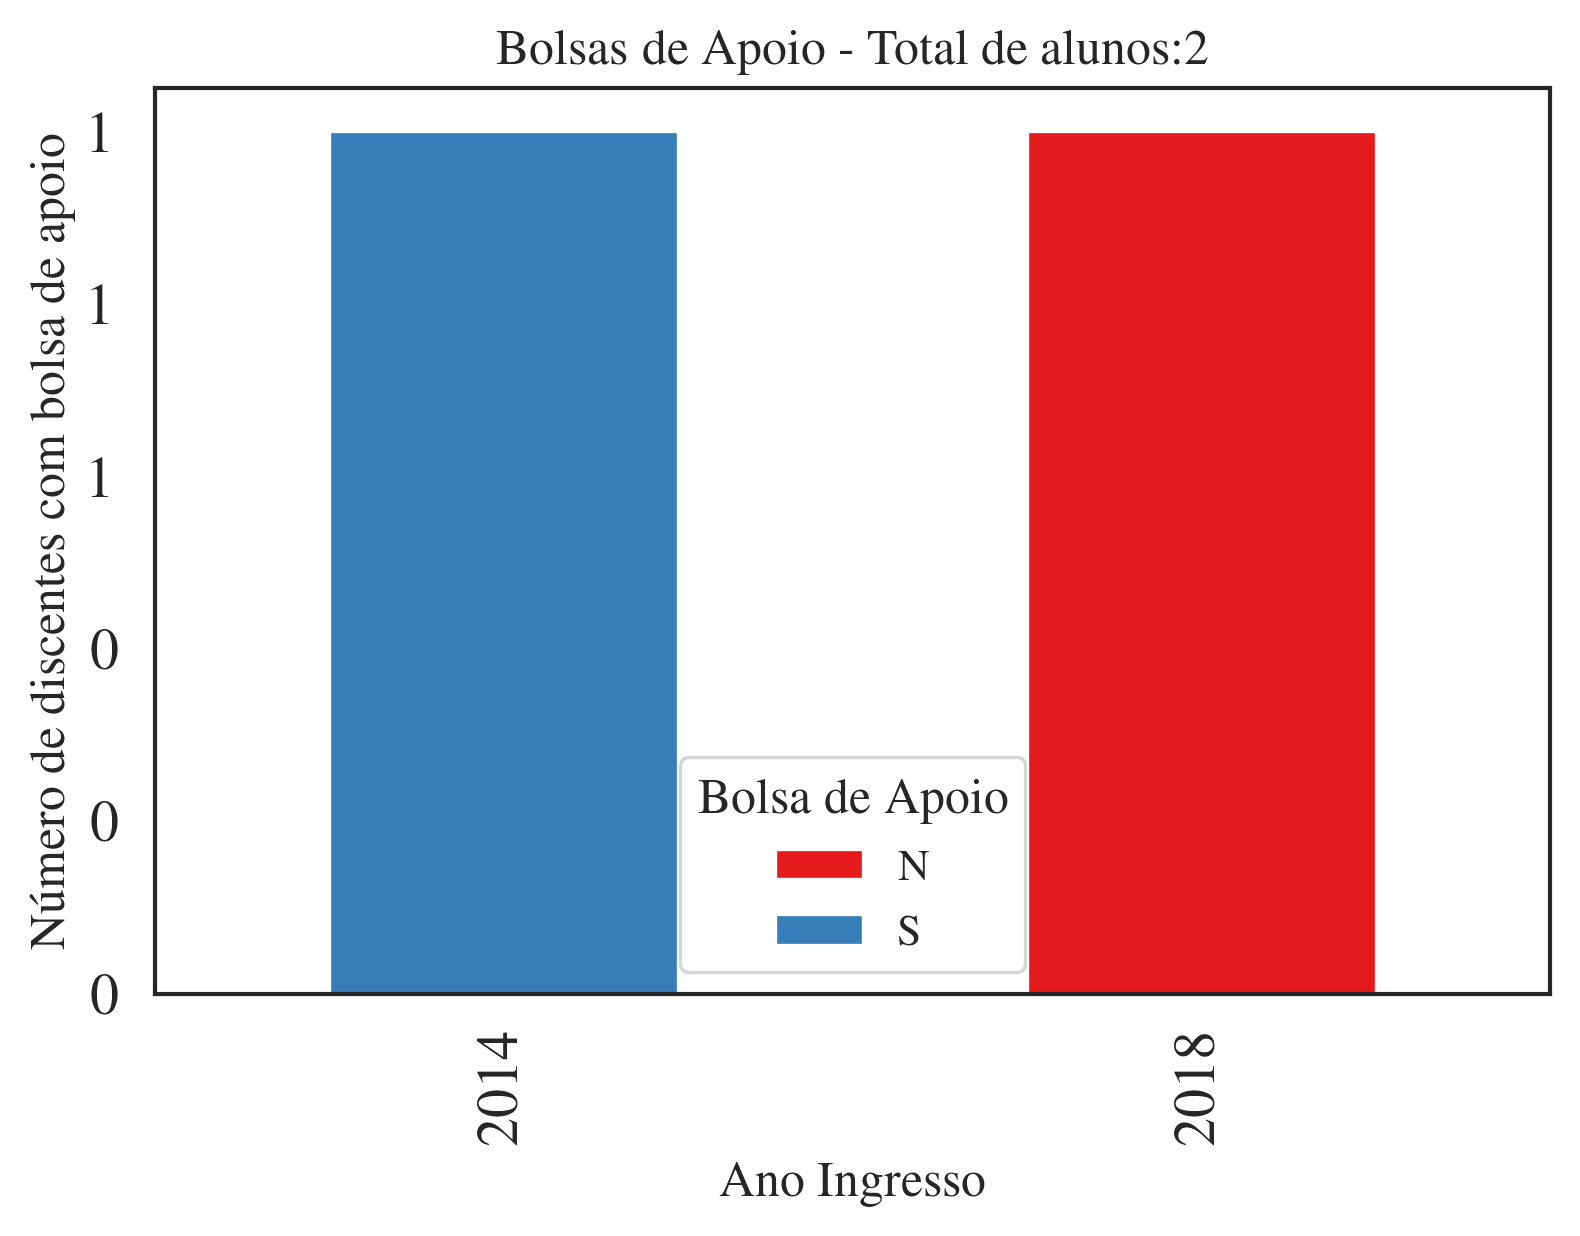 Bolsas de Apoio - Total de alunos:2
Número de discentes com bolsa de apoio
1
1
1
0
0
0
Bolsa de Apoio
N
S
2014
2018
Ano Ingresso